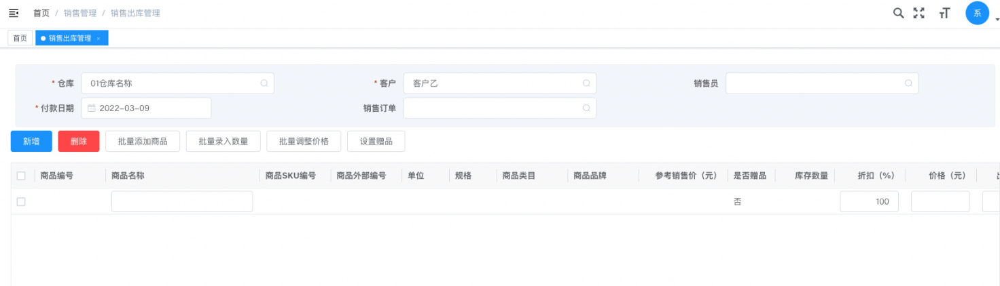 首页 / 销售管理 / 销售出库管理
系
首页 销售出库管理 ×
* 仓库 01仓库名称 * 客户 客户乙 销售员
* 付款日期 2022-03-09 销售订单
新增 删除 批量添加商品 批量录入数量 批量调整价格 设置赠品
商品编号 商品名称 商品SKU编号 商品外部编号 单位 规格 商品类目 商品品牌 参考销售价（元） 是否赠品 库存数量 折扣（%） 价格（元）
否 100